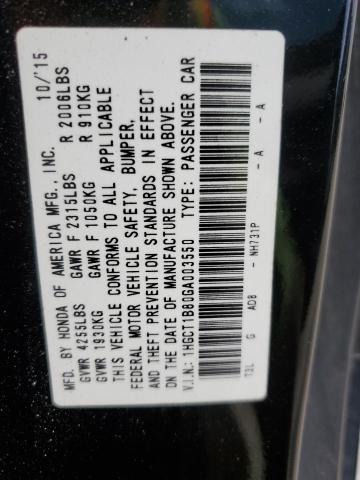 MFD. BY HONDA OF AMERICA MFG., INC. 10/'15
GVWR 4255LBS GAWR F 2315LBS R 2006LBS
GVWR 1930KG GAWR F 1050KG R 910KG
THIS VEHICLE CONFORMS TO ALL APPLICABLE
FEDERAL MOTOR VEHICLE SAFETY, BUMPER,
AND THEFT PREVENTION STANDARDS IN EFFECT
ON THE DATE OF MANUFACTURE SHOWN ABOVE.
V.I.N.: 1HGCT1B80GA003550 TYPE: PASSENGER CAR
T3L G AD8 - NH731P - A - A